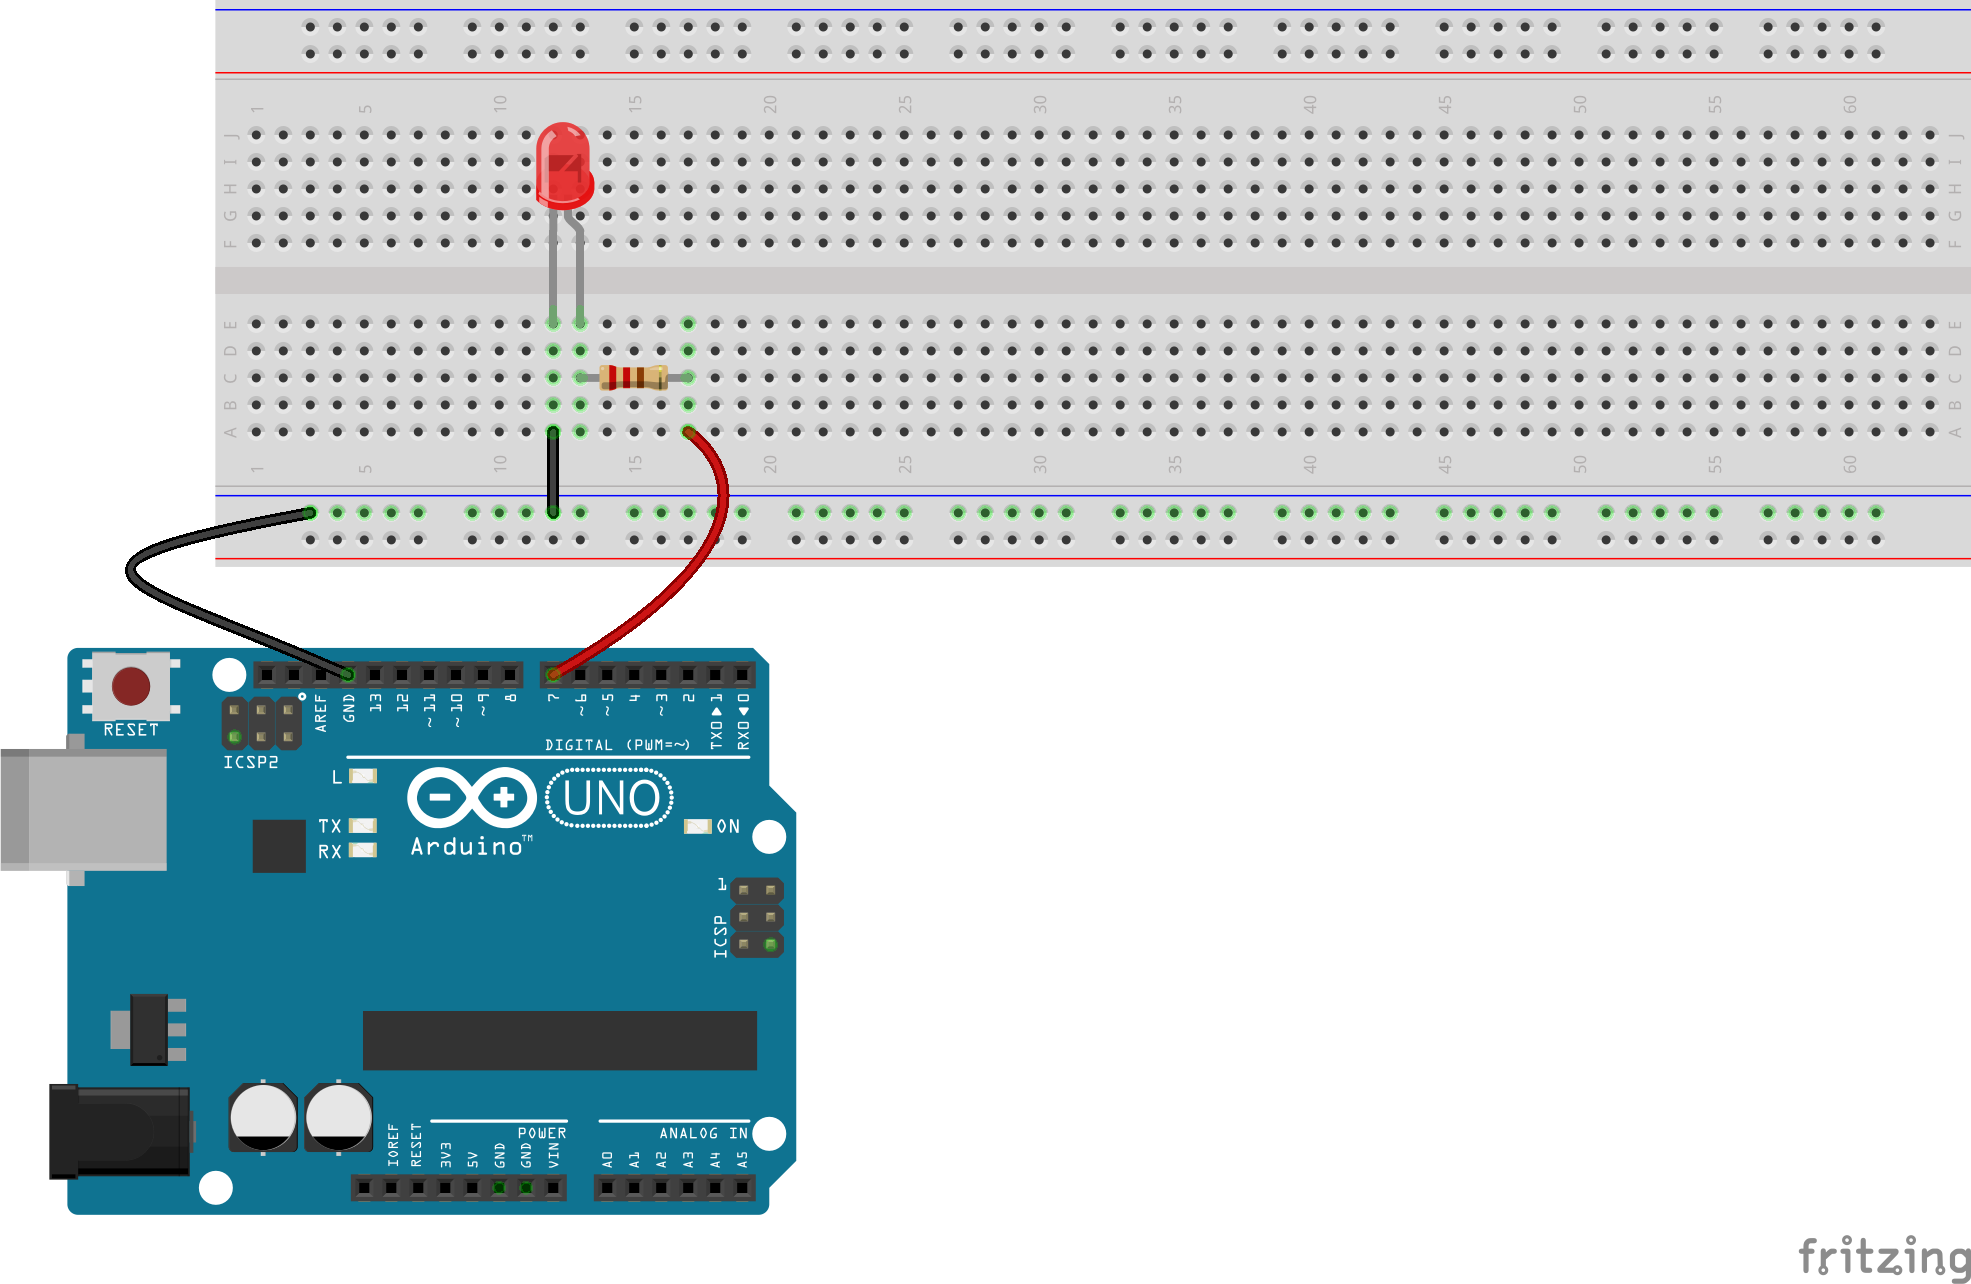 1 5 10 15 20 25 30 35 40 45 50 55 60
J J
I I
H H
G G
F F
E E
D D
C C
B B
A A
1 5 10 15 20 25 30 35 40 45 50 55 60
AREF GND 13 12 ~11 ~10 ~9 8 7 ~6 ~5 4 ~3 2 TX0▶1 RX0◀0
RESET
DIGITAL (PWM=~)
ICSP2
L
UNO
TX
ON
RX
Arduino™
1
ICSP
IOREF RESET 3V3 5V GND GND VIN
POWER
ANALOG IN
A0 A1 A2 A3 A4 A5
fritzing